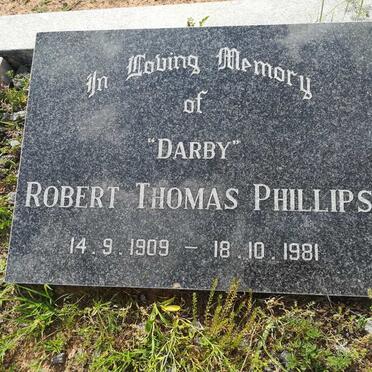 In Loving Memory
of
"DARBY"
ROBERT THOMAS PHILLIPS
14.9.1909 – 18.10.1981